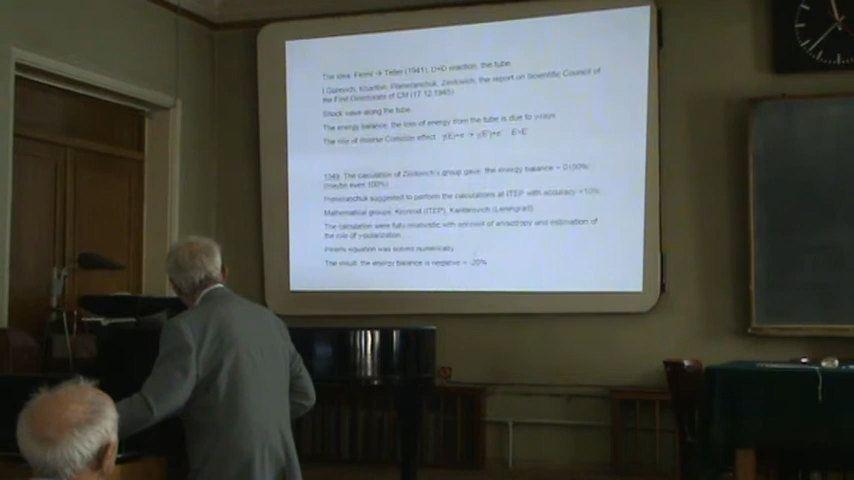 The idea: Fermi → Teller (1941), D+D reaction, the tube.
I.Gurevich, Khariton, Pomeranchuk, Zeldovich, the report on Scientific Council of
the First Directorate of CM (17.12.1945)
Shock wave along the tube.
The energy balance: the loss of energy from the tube is due to γ-rays.
The role of inverse Compton effect
1949: The calculation of Zeldovich's group gave: the energy balance = 0±50%
(maybe even 100%)
Pomeranchuk suggested to perform the calculations at ITEP with accuracy
Mathematical groups: Kronrod (ITEP), Kantorovich (Leningrad)
The calculation were fully relativistic with account of anisotropy and estimation of
the role of γ-polarization.
equation was solved numerically.
The result: the energy balance is negative = -20%